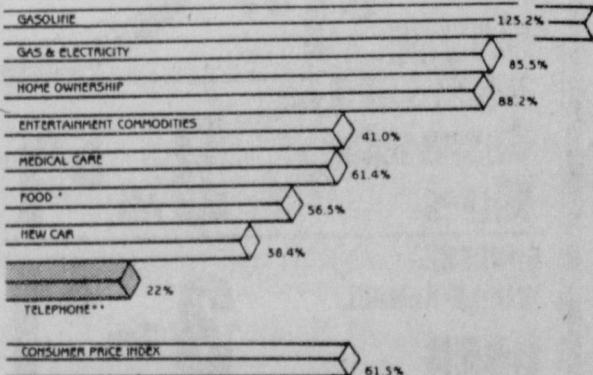 GASOLINE 125.2%
GAS & ELECTRICITY
85.5%
HOME OWNERSHIP
88.2%
ENTERTAINMENT COMMODITIES
41.0%
MEDICAL CARE
61.4%
FOOD *
56.5%
NEW CAR
38.4%
22%
TELEPHONE**
CONSUMER PRICE INDEX
61.5%